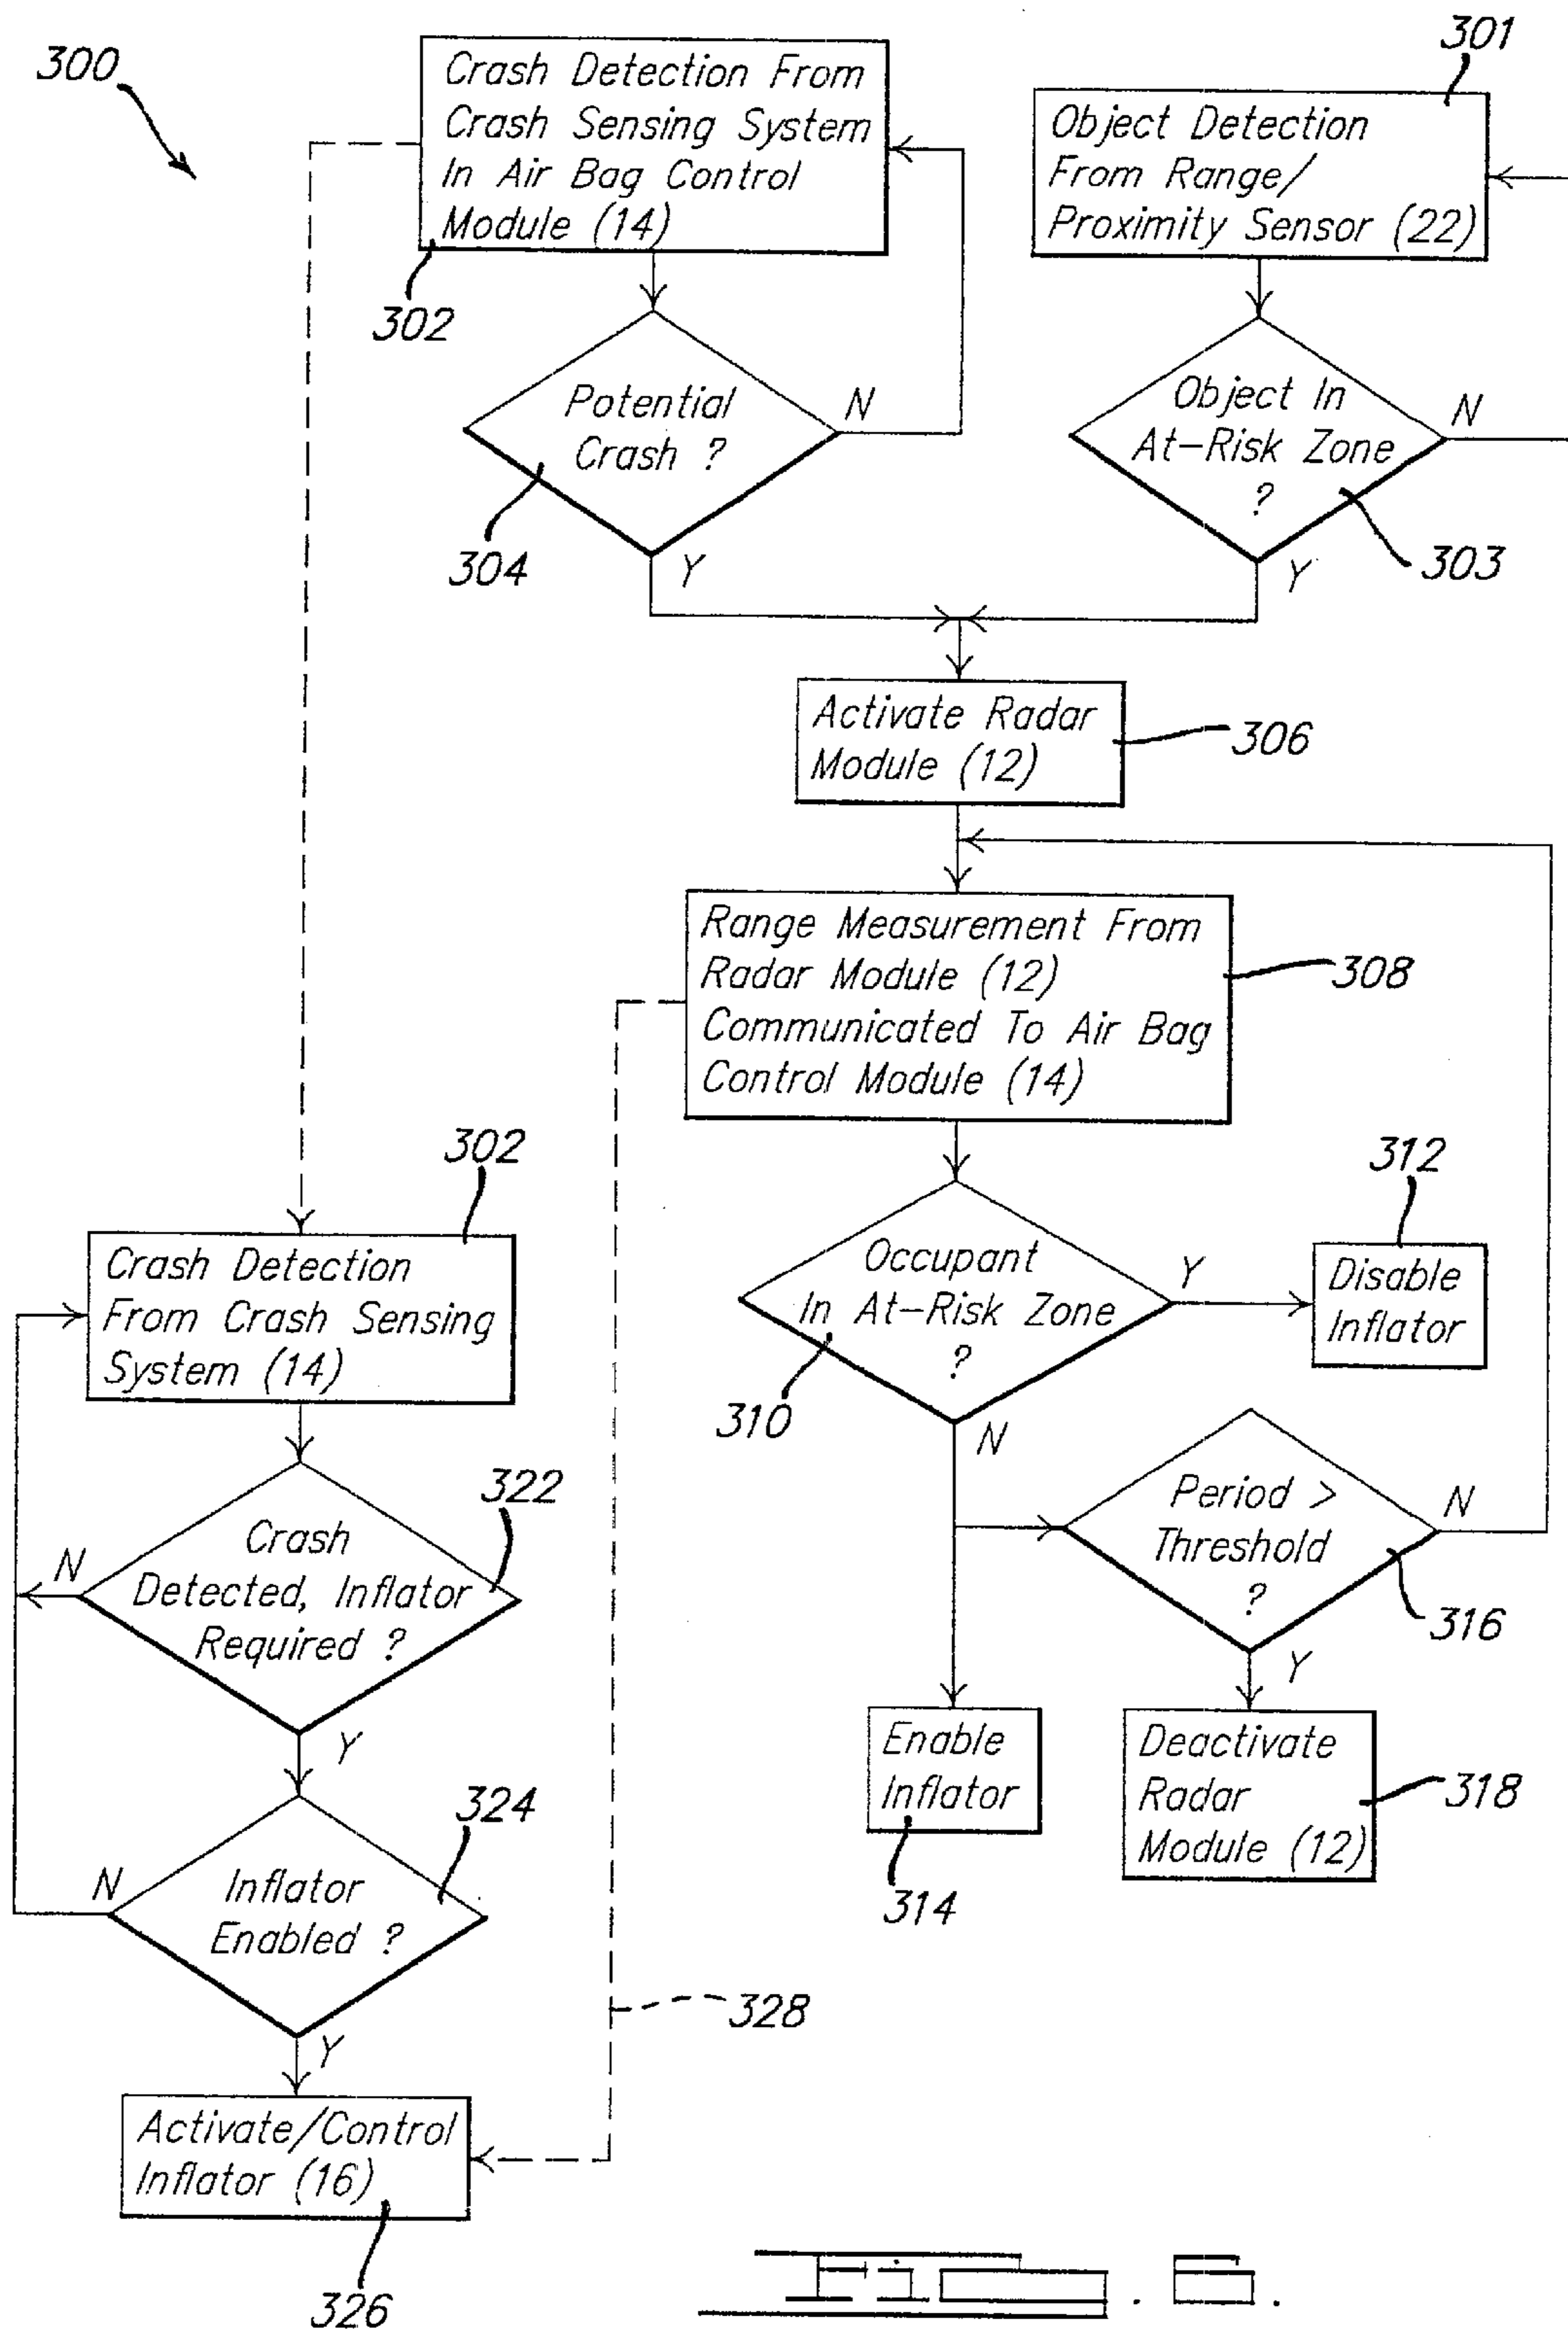 300
301
302
Crash Detection From
Crash Sensing System
In Air Bag Control
Module (14)
Object Detection
From Range/
Proximity Sensor (22)
Potential
Crash ?
N
Y
304
Object In
At-Risk Zone
?
N
Y
303
Activate Radar
Module (12)
306
Range Measurement From
Radar Module (12)
Communicated To Air Bag
Control Module (14)
308
302
Crash Detection
From Crash Sensing
System (14)
Occupant
In At-Risk Zone
?
Y
N
310
312
Disable
Inflator
Crash
Detected, Inflator
Required ?
N
Y
322
Period >
Threshold
?
N
Y
316
Inflator
Enabled ?
N
Y
324
Enable
Inflator
314
Deactivate
Radar
Module (12)
318
328
Activate/Control
Inflator (16)
326